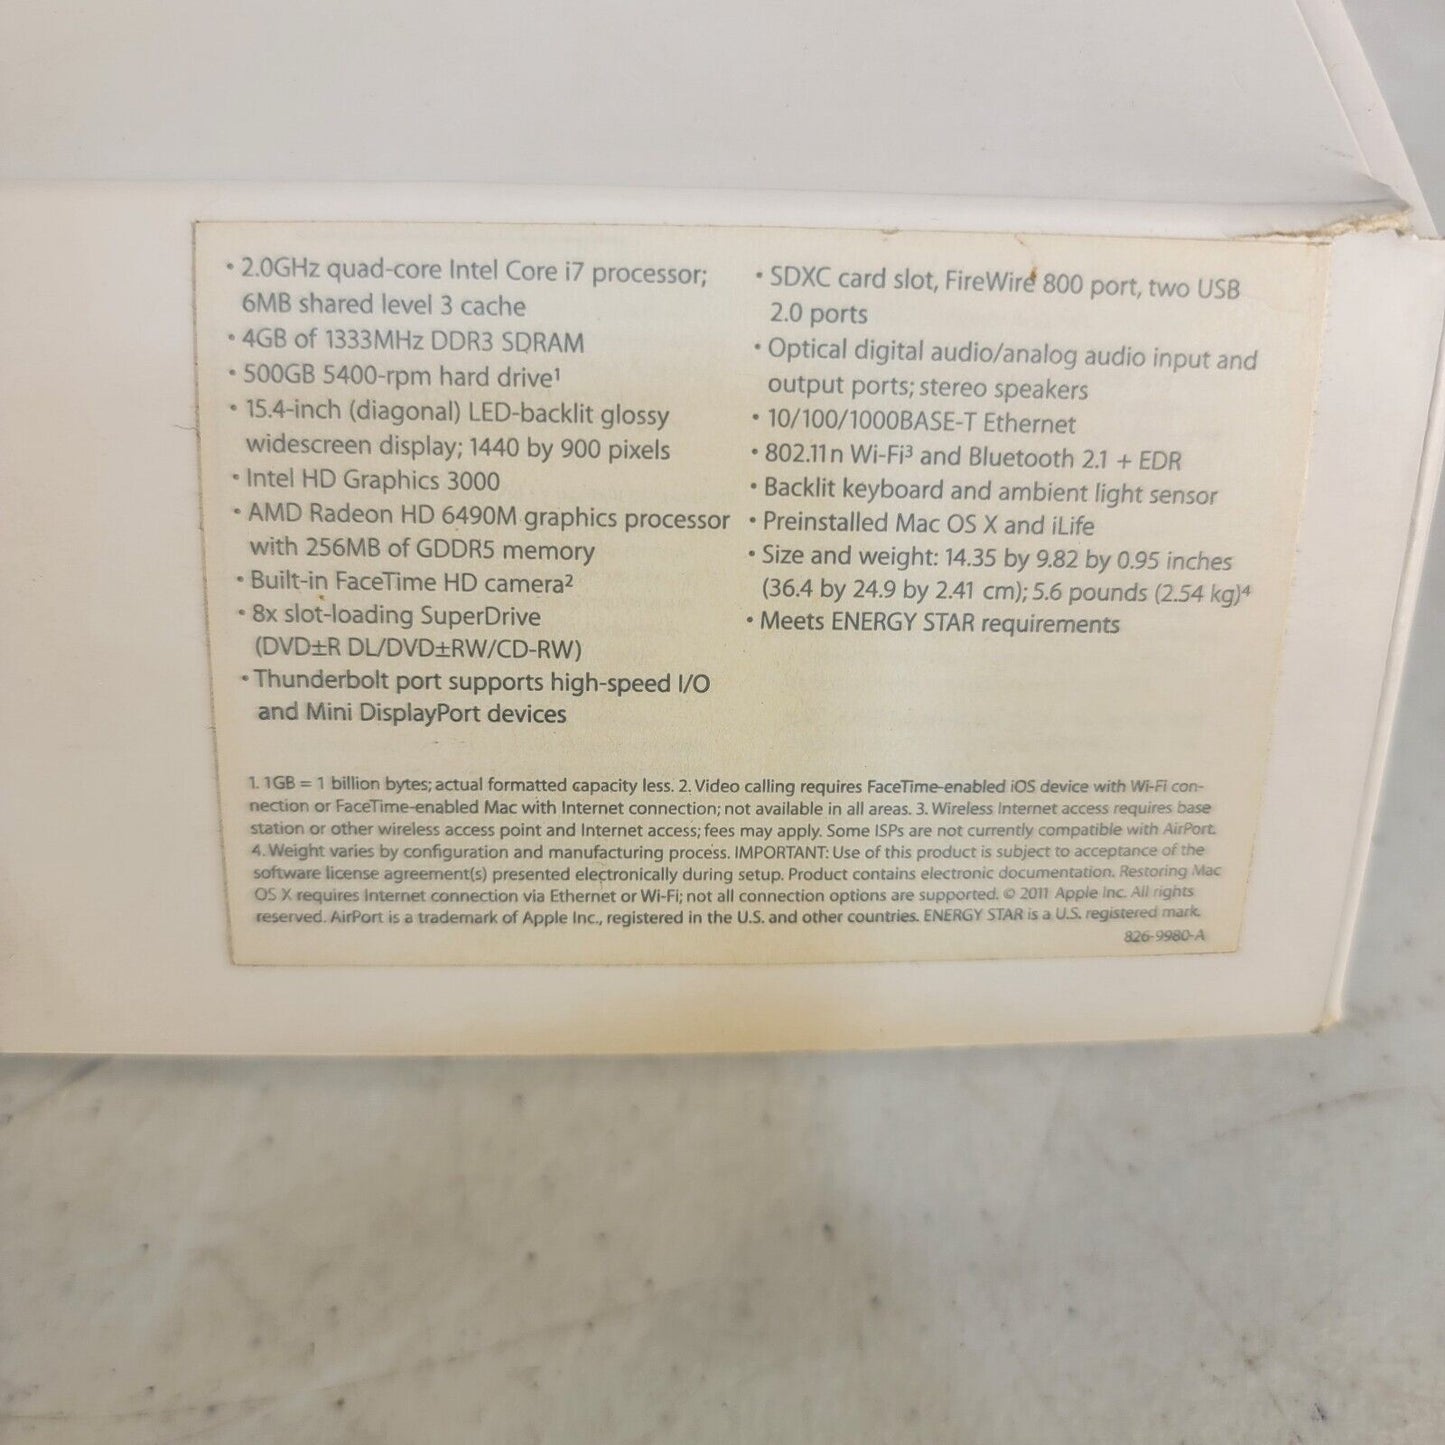 • 2.0GHz quad-core Intel Core i7 processor;
6MB shared level 3 cache
• 4GB of 1333MHz DDR3 SDRAM
• 500GB 5400-rpm hard drive¹
• 15.4-inch (diagonal) LED-backlit glossy
widescreen display; 1440 by 900 pixels
• Intel HD Graphics 3000
• AMD Radeon HD 6490M graphics processor
with 256MB of GDDR5 memory
• Built-in FaceTime HD camera²
• 8x slot-loading SuperDrive
(DVD±R DL/DVD±RW/CD-RW)
• Thunderbolt port supports high-speed I/O
and Mini DisplayPort devices
• SDXC card slot, FireWire 800 port, two USB
2.0 ports
• Optical digital audio/analog audio input and
output ports; stereo speakers
• 10/100/1000BASE-T Ethernet
• 802.11n Wi-Fi³ and Bluetooth 2.1 + EDR
• Backlit keyboard and ambient light sensor
• Preinstalled Mac OS X and iLife
• Size and weight: 14.35 by 9.82 by 0.95 inches
(36.4 by 24.9 by 2.41 cm); 5.6 pounds (2.54 kg)⁴
• Meets ENERGY STAR requirements
1. 1GB = 1 billion bytes; actual formatted capacity less. 2. Video calling requires FaceTime-enabled iOS device with Wi-Fi con-
nection or FaceTime-enabled Mac with Internet connection; not available in all areas. 3. Wireless Internet access requires base
station or other wireless access point and Internet access; fees may apply. Some ISPs are not currently compatible with AirPort.
4. Weight varies by configuration and manufacturing process. IMPORTANT: Use of this product is subject to acceptance of the
software license agreement(s) presented electronically during setup. Product contains electronic documentation. Restoring Mac
OS X requires Internet connection via Ethernet or Wi-Fi; not all connection options are supported. © 2011 Apple Inc. All rights
reserved. AirPort is a trademark of Apple Inc., registered in the U.S. and other countries. ENERGY STAR is a U.S. registered mark.
826-9980-A